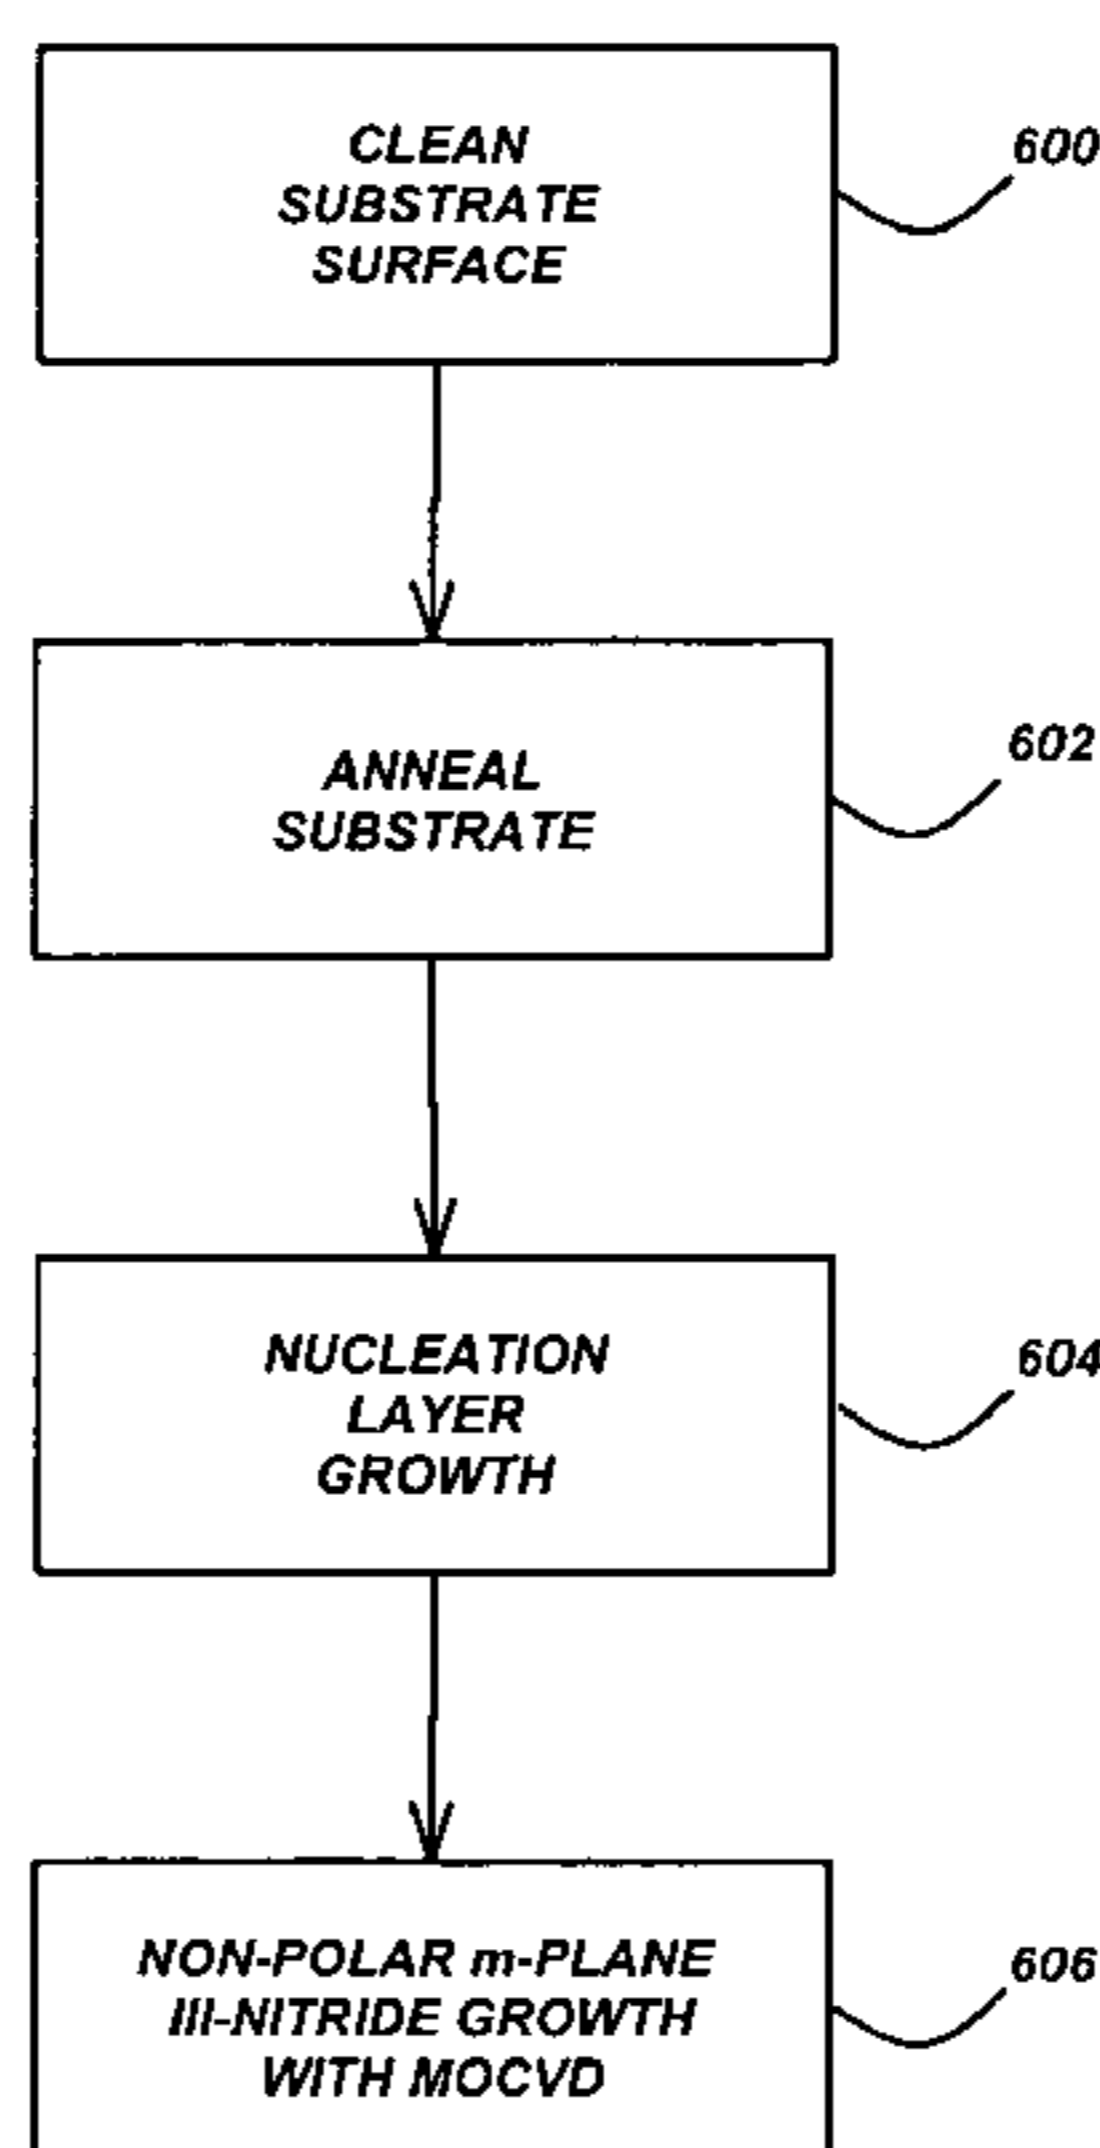 CLEAN
SUBSTRATE
SURFACE
600
ANNEAL
SUBSTRATE
602
NUCLEATION
LAYER
GROWTH
604
NON-POLAR m-PLANE
III-NITRIDE GROWTH
WITH MOCVD
606